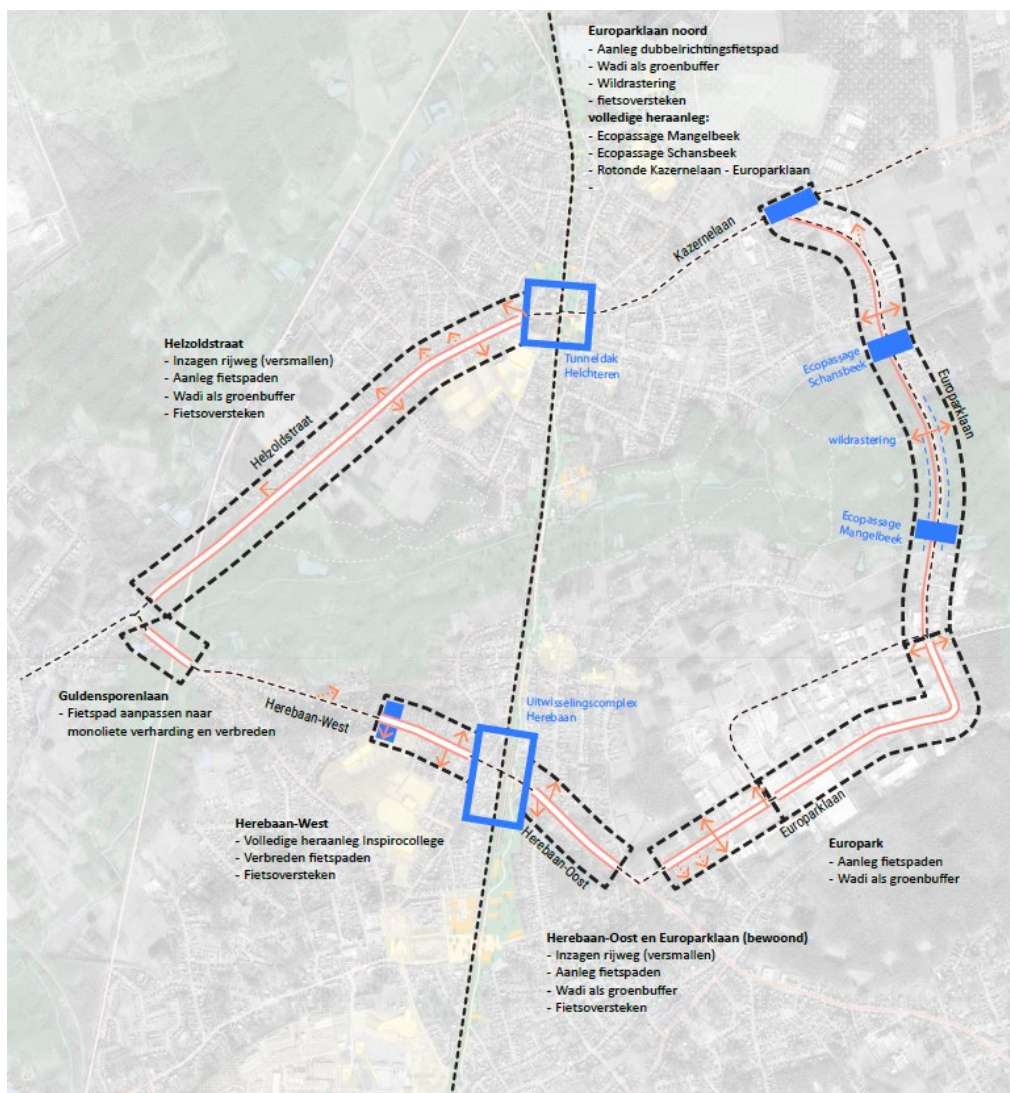 Europarklaan noord
- Aanleg dubbelrichtingsfietspad
- Wadi als groenbuffer
- Wildrastering
- fietsoversteken
volledige heraanleg:
- Ecopassage Mangelbeek
- Ecopassage Schansbeek
- Rotonde Kazernelaan - Europarklaan
-
Kazernelaan
Helzoldstraat
- Inzagen rijweg (versmallen)
- Aanleg fietspaden
- Wadi als groenbuffer
- Fietsoversteken
Tunneldak
Helchteren
Ecopassage
Schansbeek
Europarklaan
Helzoldstraat
wildrastering
Ecopassage
Mangelbeek
Guldensporenlaan
- Fietspad aanpassen naar
monoliete verharding en verbreden
Herebaan-West
Uitwisselingscomplex
Herebaan
Herebaan-West
- Volledige heraanleg Inspirocollege
- Verbreden fietspaden
- Fietsoversteken
Herebaan-Oost
Europarklaan
Europark
- Aanleg fietspaden
- Wadi als groenbuffer
Herebaan-Oost en Europarklaan (bewoond)
- Inzagen rijweg (versmallen)
- Aanleg fietspaden
- Wadi als groenbuffer
- Fietsoversteken